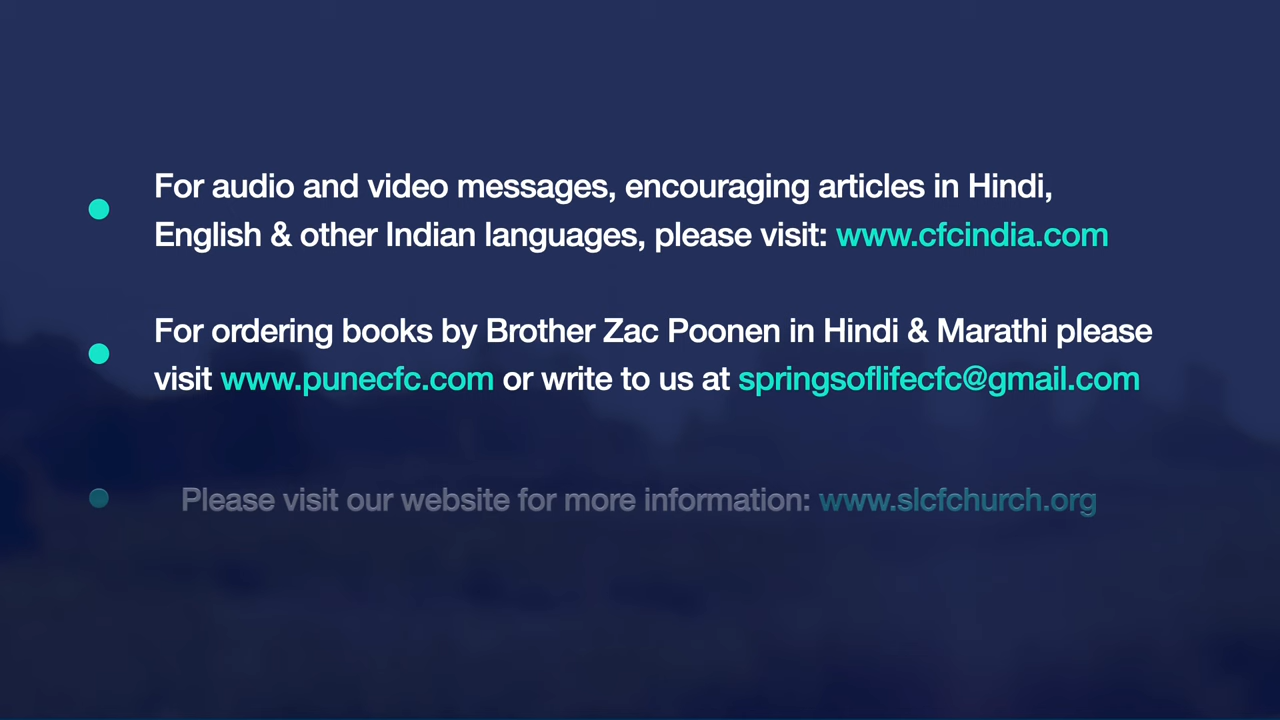 For audio and video messages, encouraging articles in Hindi,
English & other Indian languages, please visit: www.cfcindia.com
For ordering books by Brother Zac Poonen in Hindi & Marathi please
visit www.punecfc.com or write to us at springsoflifecfc@gmail.com
Please visit our website for more information: www.slcfchurch.org